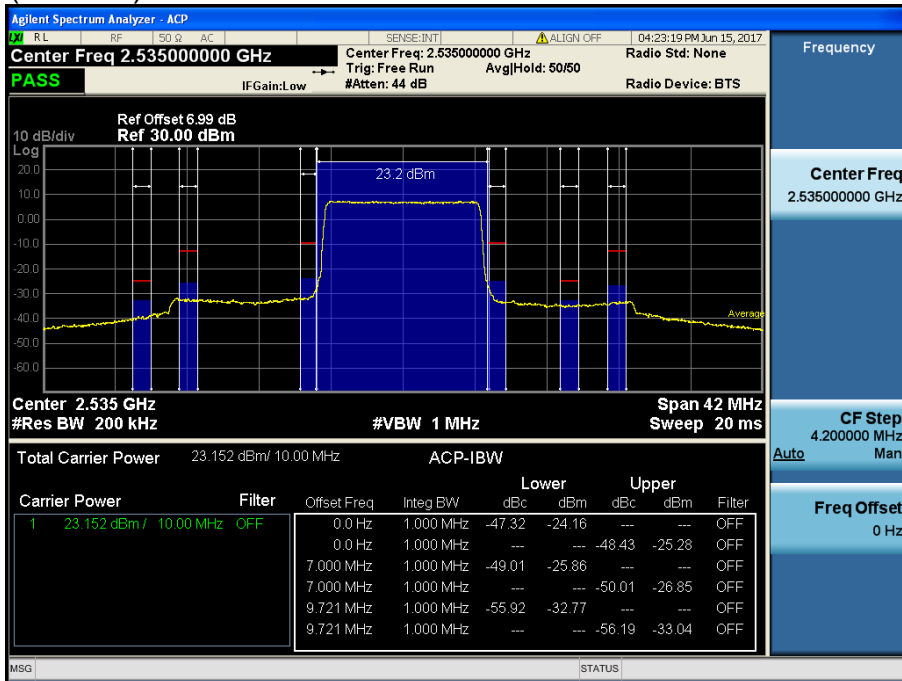 Agilent Spectrum Analyzer - ACP
LXI RL RF 50 Ω AC SENSE:INT ALIGN OFF 04:23:19 PM Jun 15, 2017
Center Freq 2.535000000 GHz
Center Freq: 2.535000000 GHz Radio Std: None
Trig: Free Run Avg|Hold: 50/50
PASS IFGain:Low #Atten: 44 dB Radio Device: BTS
Frequency
Ref Offset 6.99 dB
10 dB/div Ref 30.00 dBm
Log
23.2 dBm
20.0
10.0
0.00
-10.0
-20.0
-30.0
-40.0
-50.0
-60.0
Average
Center Freq
2.535000000 GHz
Center 2.535 GHz Span 42 MHz
#Res BW 200 kHz #VBW 1 MHz Sweep 20 ms
CF Step
4.200000 MHz
Auto Man
Total Carrier Power 23.152 dBm/ 10.00 MHz ACP-IBW
Lower Upper
Carrier Power Filter Offset Freq Integ BW dBc dBm dBc dBm Filter
1 23.152 dBm / 10.00 MHz OFF 0.0 Hz 1.000 MHz -47.32 -24.16 --- --- OFF
0.0 Hz 1.000 MHz --- --- -48.43 -25.28 OFF
7.000 MHz 1.000 MHz -49.01 -25.86 --- --- OFF
7.000 MHz 1.000 MHz --- --- -50.01 -26.85 OFF
9.721 MHz 1.000 MHz -55.92 -32.77 --- --- OFF
9.721 MHz 1.000 MHz --- --- -56.19 -33.04 OFF
Freq Offset
0 Hz
MSG STATUS